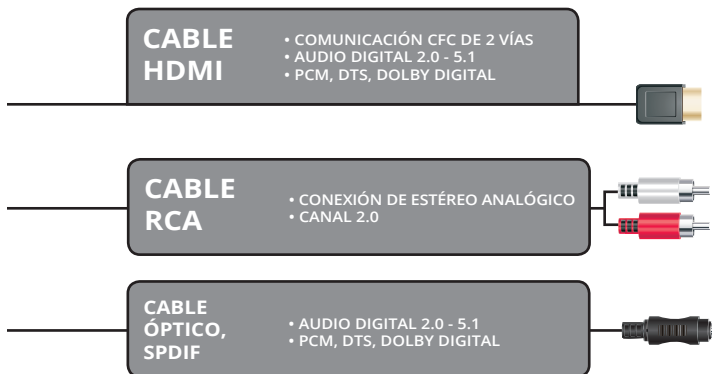 CABLE
HDMI
• COMUNICACIÓN CFC DE 2 VÍAS
• AUDIO DIGITAL 2.0 - 5.1
• PCM, DTS, DOLBY DIGITAL
CABLE
RCA
• CONEXIÓN DE ESTÉREO ANALÓGICO
• CANAL 2.0
CABLE
ÓPTICO,
SPDIF
• AUDIO DIGITAL 2.0 - 5.1
• PCM, DTS, DOLBY DIGITAL